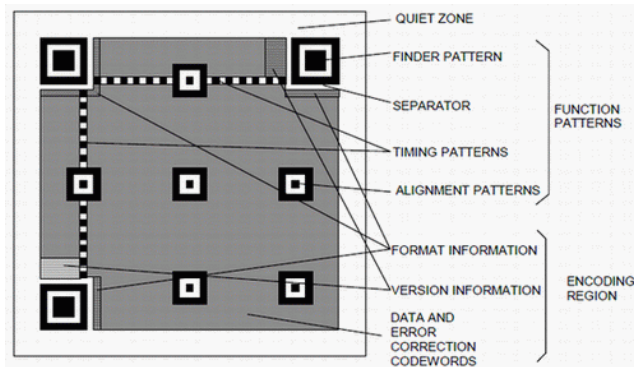 QUIET ZONE
FINDER PATTERN
SEPARATOR
FUNCTION
PATTERNS
TIMING PATTERNS
ALIGNMENT PATTERNS
FORMAT INFORMATION
VERSION INFORMATION
ENCODING
REGION
DATA AND
ERROR
CORRECTION
CODEWORDS